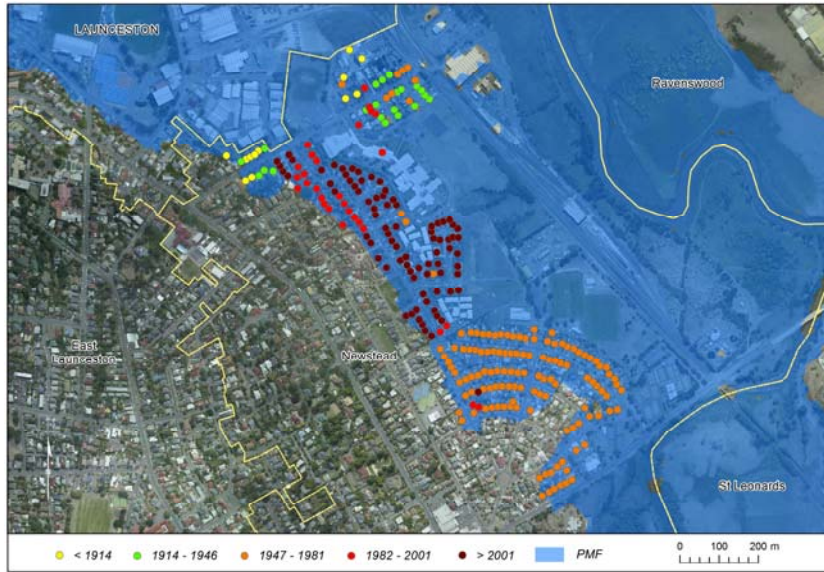 LAUNCESTON
Ravenswood
East
Launceston
Newstead
St Leonards
< 1914
1914 - 1946
1947 - 1981
1982 - 2001
> 2001
PMF
0 100 200 m